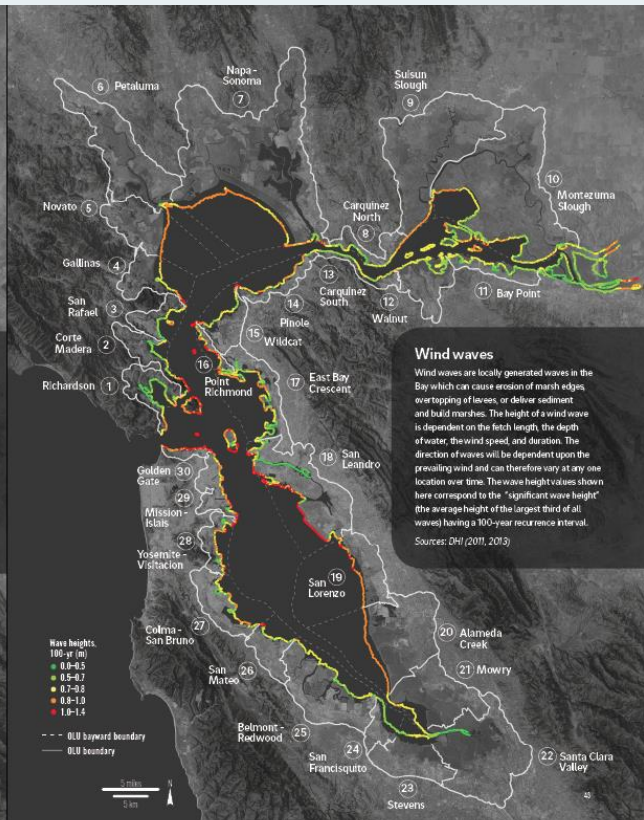 Napa -
Sonoma
7
6 Petaluma
Suisun
Slough
9
10
Montezuma
Slough
Novato 5
Carquinez
North
8
Gallinas
4
13
Carquinez
South
12
Walnut
11 Bay Point
14
Pinole
San
Rafael 3
15
Wildcat
Corte
Madera 2
16
Point
Richmond
17 East Bay
Crescent
Richardson 1
Wind waves
Wind waves are locally generated waves in the
Bay which can cause erosion of marsh edges,
overtopping of levees, or deliver sediment
and build marshes. The height of a wind wave
is dependent on the fetch length, the depth
of water, the wind speed, and duration. The
direction of waves will be dependent upon the
prevailing wind and can therefore vary at any one
location over time. The wave height values shown
here correspond to the "significant wave height"
(the average height of the largest third of all
waves) having a 100-year recurrence interval.
Sources: DHI (2011, 2013)
18 San
Leandro
Golden
Gate 30
29
Mission -
Islais
28
Yosemite -
Visitacion
San 19
Lorenzo
27
Colma -
San Bruno
20 Alameda
Creek
21 Mowry
San
Mateo 26
Belmont -
Redwood 25
San
Francisquito 24
22 Santa Clara
Valley
23
Stevens
Wave heights,
100-yr (m)
0.0–0.5
0.5–0.7
0.7–0.8
0.8–1.0
1.0–1.4
OLU bayward boundary
OLU boundary
5 miles
5 km
N
45